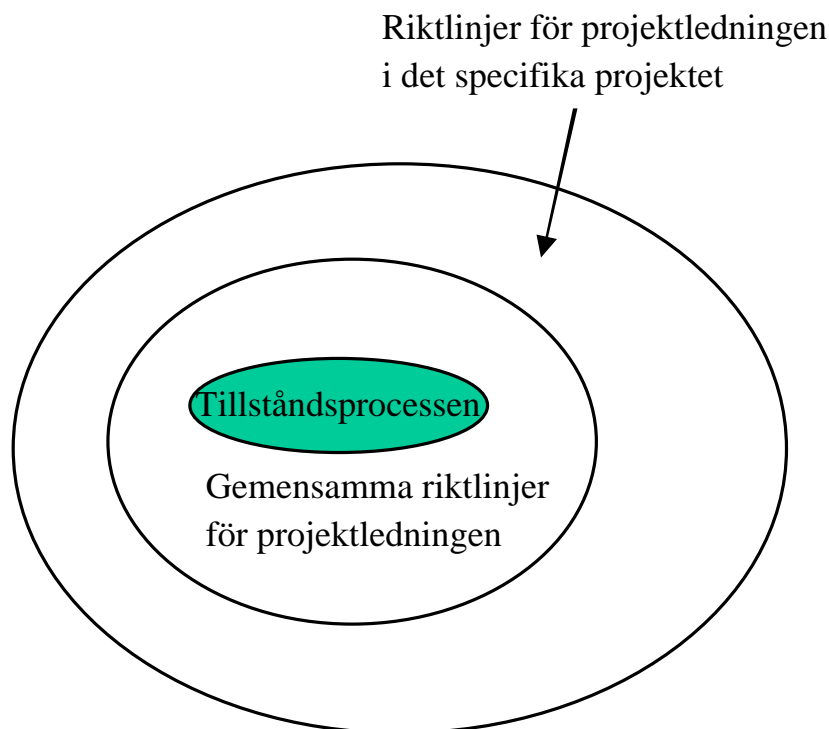 Riktlinjer för projektledningen
i det specifika projektet
Tillståndsprocessen
Gemensamma riktlinjer
för projektledningen